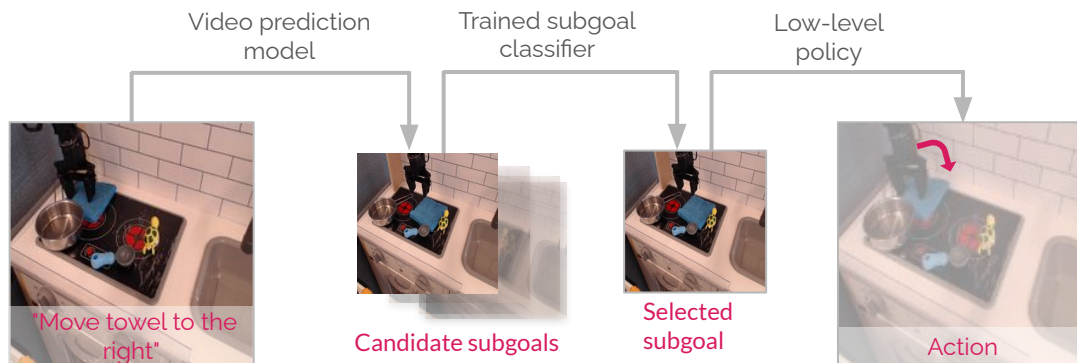 Video prediction
model
Trained subgoal
classifier
Low-level
policy
"Move towel to the
right"
Candidate subgoals
Selected
subgoal
Action